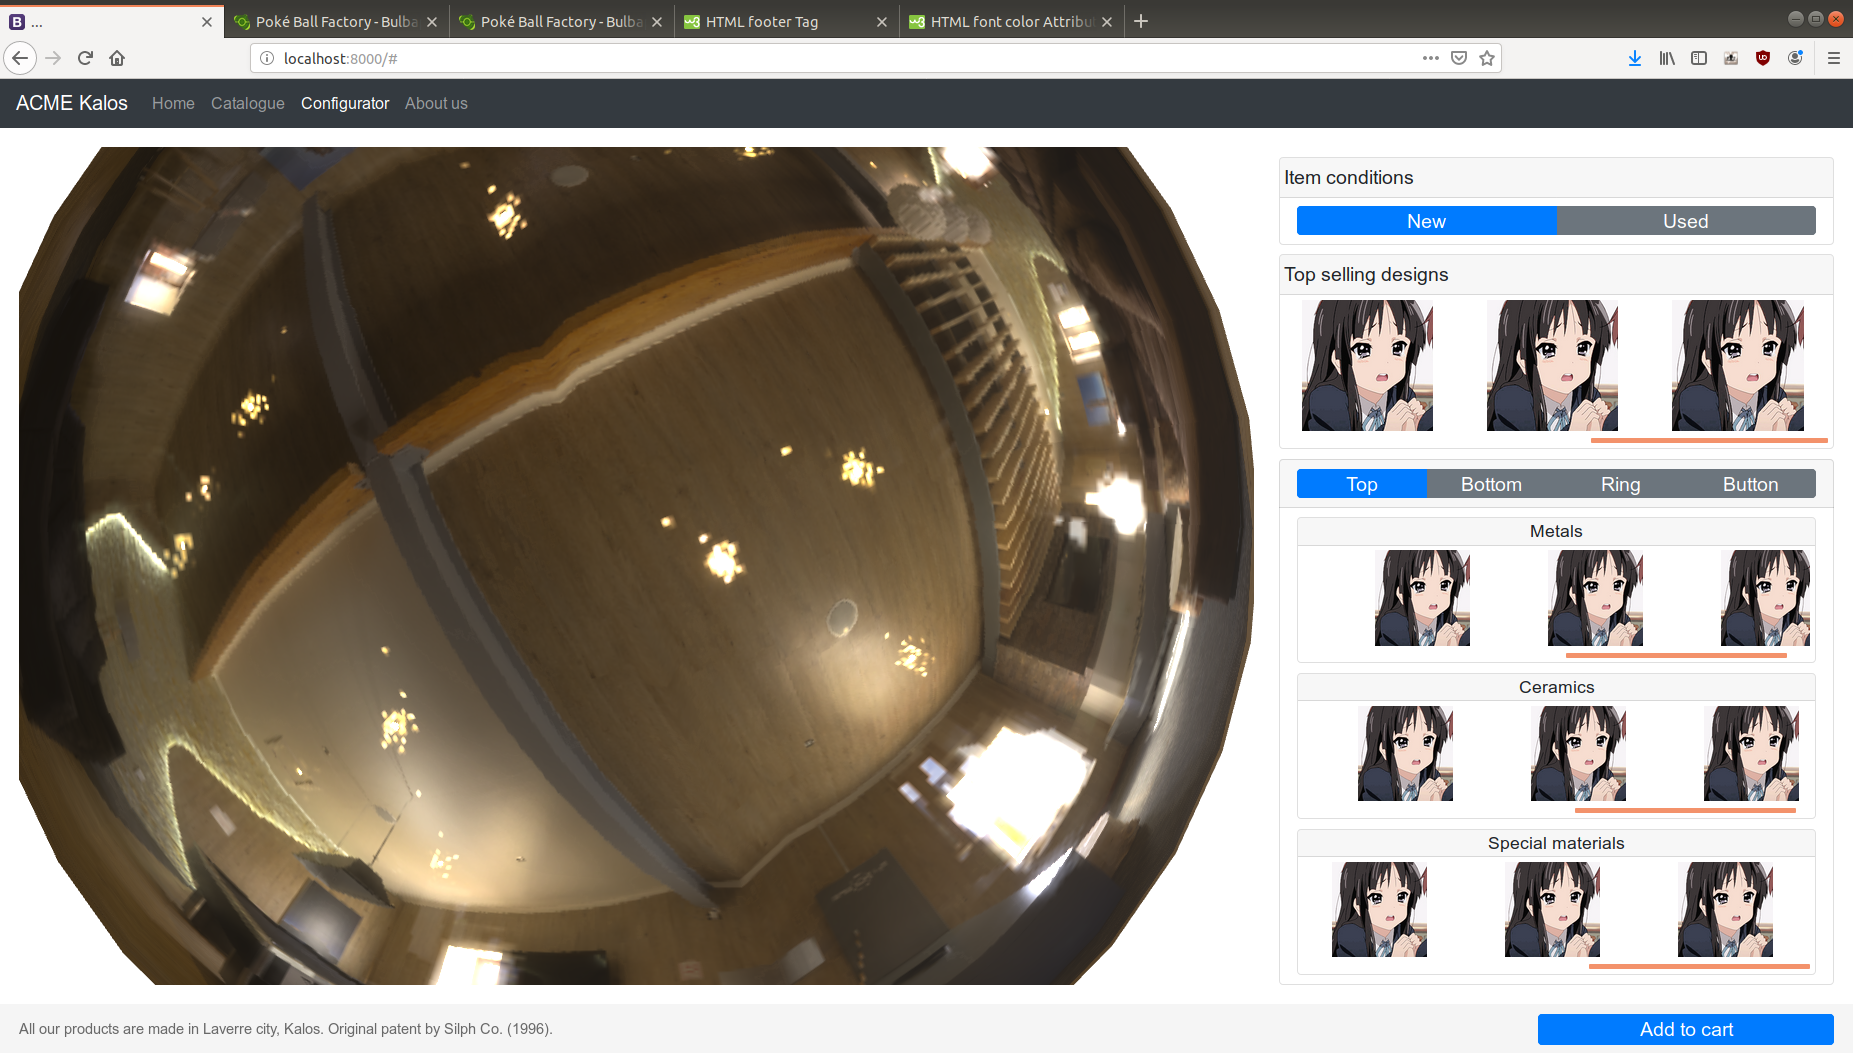 B ...
Poké Ball Factory - Bulba
Poké Ball Factory - Bulba
HTML footer Tag
HTML font color Attribu
localhost:8000/#
ACME Kalos
Home
Catalogue
Configurator
About us
Item conditions
New
Used
Top selling designs
Top
Bottom
Ring
Button
Metals
Ceramics
Special materials
All our products are made in Laverre city, Kalos. Original patent by Silph Co. (1996).
Add to cart